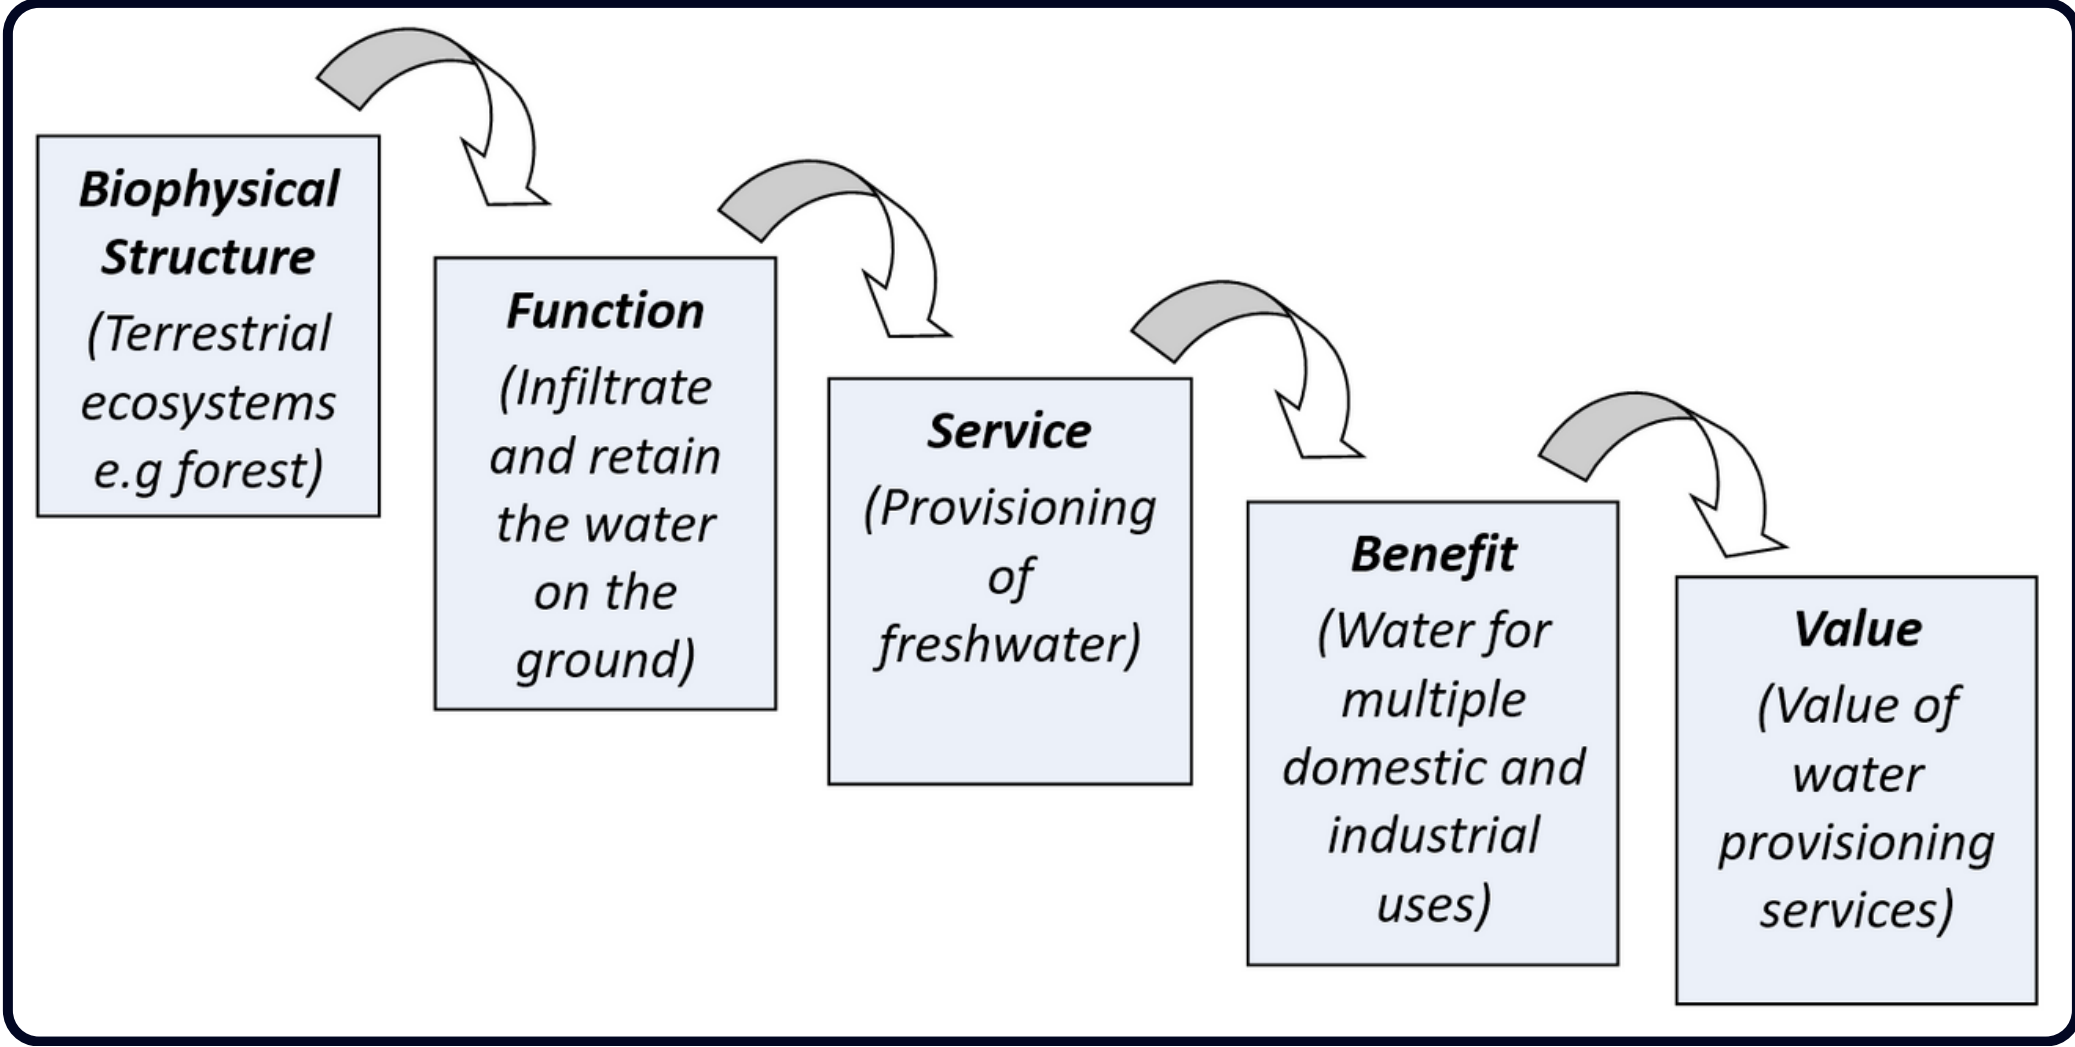 Biophysical
Structure
(Terrestrial
ecosystems
e.g forest)
Function
(Infiltrate
and retain
the water
on the
ground)
Service
(Provisioning
of
freshwater)
Benefit
(Water for
multiple
domestic and
industrial
uses)
Value
(Value of
water
provisioning
services)